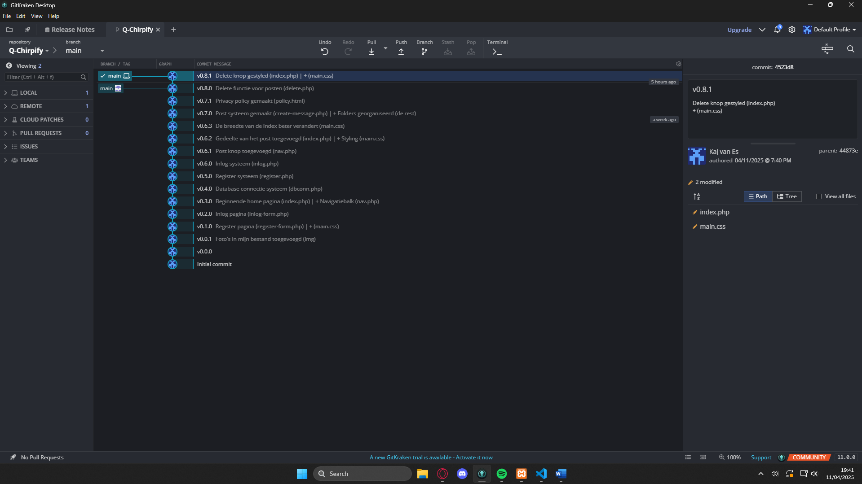 GitKraken Desktop
File Edit View Help
Release Notes
Q-Chirpify
Upgrade
Default Profile
repository
Q-Chirpify
branch
main
Undo Redo Pull Push Branch Stash Pop Terminal
Viewing 2
Filter (Ctrl + Alt + f)
LOCAL 1
REMOTE 1
CLOUD PATCHES 0
PULL REQUESTS 0
ISSUES
TEAMS
BRANCH / TAG GRAPH COMMIT MESSAGE
main v0.8.1 Delete knop gestyled (index.php) | + (main.css)
5 hours ago
main v0.8.0 Delete functie voor posten (delete.php)
v0.7.1 Privacy policy gemaakt (policy.html)
v0.7.0 Post systeem gemaakt (create-message.php) | + Folders georganiseerd (de rest)
a week ago
v0.6.3 De breedte van de index beter veranderd (main.css)
v0.6.2 Gedeelte van het post toegevoegd (index.php) | + Styling (main.css)
v0.6.1 Post knop toegevoegd (nav.php)
v0.6.0 Inlog systeem (inlog.php)
v0.5.0 Register systeem (register.php)
v0.4.0 Database connectie systeem (dbconn.php)
v0.3.0 Beginnende home pagina (index.php) | + Navigatiebalk (nav.php)
v0.2.0 Inlog pagina (inlog-form.php)
v0.1.0 Register pagina (register-form.php) | + (main.css)
v0.0.1 Foto's in mijn bestand toegevoegd (img)
v0.0.0
Initial commit
commit: 4523d8
v0.8.1
Delete knop gestyled (index.php)
+ (main.css)
Kaj van Es
authored 04/11/2025 @ 7:40 PM
parent: 44873e
2 modified
Path Tree View all files
index.php
main.css
No Pull Requests
A new GitKraken trial is available - Activate it now
100% Support COMMUNITY 11.0.0
Search
19:41
11/04/2025